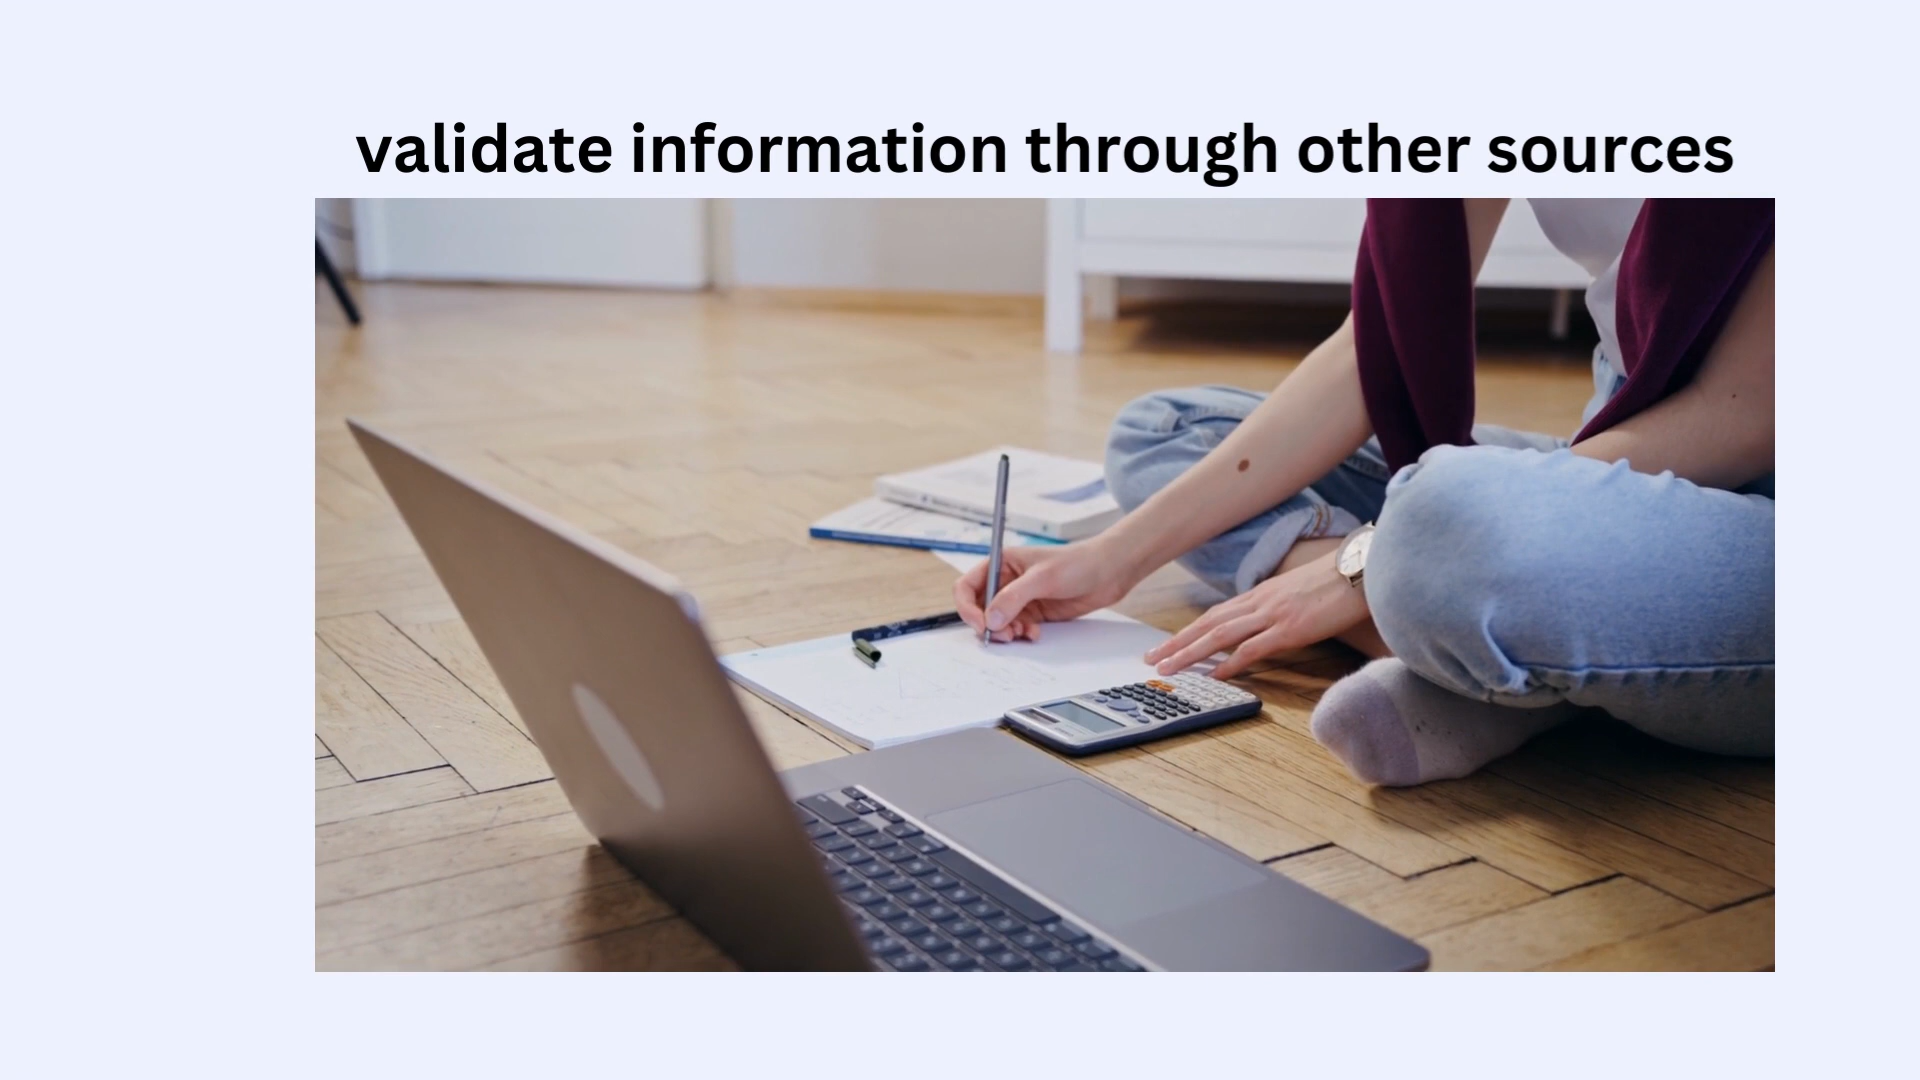 validate information through other sources